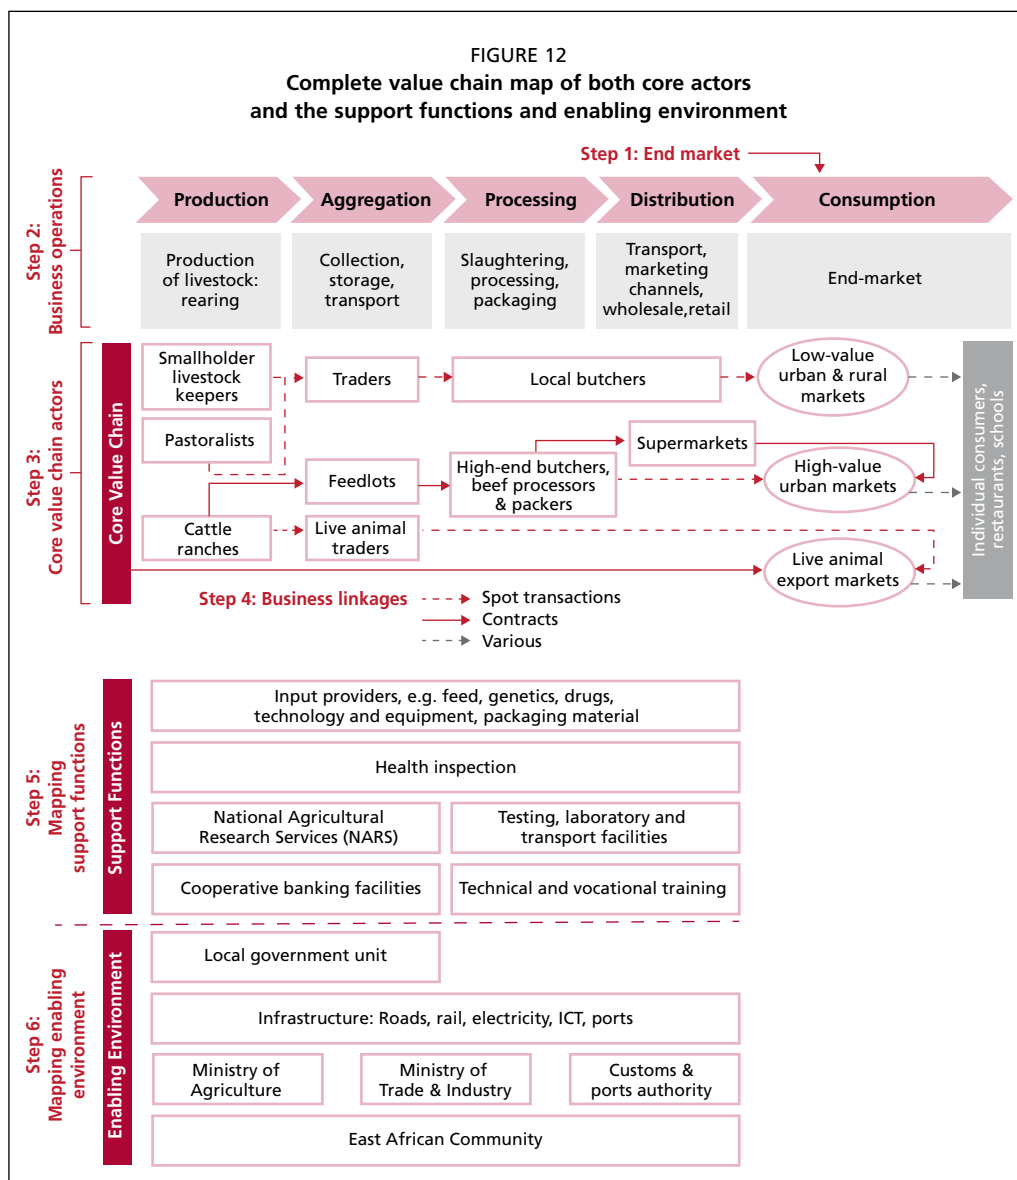 FIGURE 12
Complete value chain map of both core actors
and the support functions and enabling environment
Step 1: End market
Step 2:
Business operations
Production
Aggregation
Processing
Distribution
Consumption
Production
of livestock:
rearing
Collection,
storage,
transport
Slaughtering,
processing,
packaging
Transport,
marketing
channels,
wholesale,retail
End-market
Step 3:
Core value chain actors
Core Value Chain
Smallholder
livestock
keepers
Traders
Local butchers
Low-value
urban & rural
markets
Pastoralists
Supermarkets
Feedlots
High-end butchers,
beef processors
& packers
High-value
urban markets
Cattle
ranches
Live animal
traders
Live animal
export markets
Individual consumers,
restaurants, schools
Step 4: Business linkages
Spot transactions
Contracts
Various
Step 5:
Mapping
support functions
Support Functions
Input providers, e.g. feed, genetics, drugs,
technology and equipment, packaging material
Health inspection
National Agricultural
Research Services (NARS)
Testing, laboratory and
transport facilities
Cooperative banking facilities
Technical and vocational training
Step 6:
Mapping enabling
environment
Enabling Environment
Local government unit
Infrastructure: Roads, rail, electricity, ICT, ports
Ministry of
Agriculture
Ministry of
Trade & Industry
Customs &
ports authority
East African Community